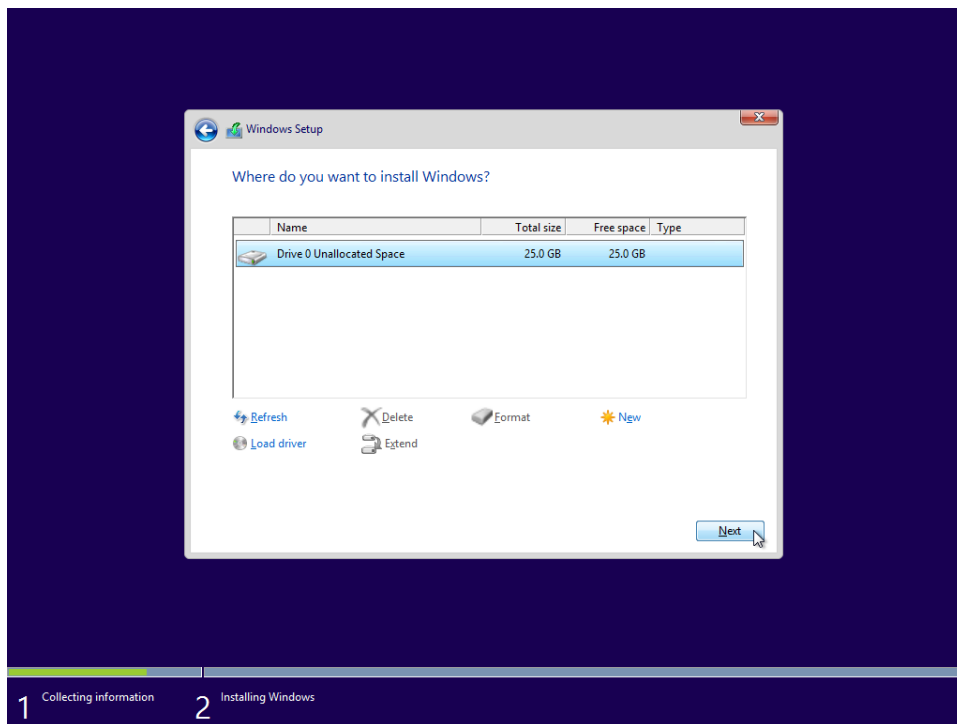 Windows Setup
Where do you want to install Windows?
Name Total size Free space Type
Drive 0 Unallocated Space 25.0 GB 25.0 GB
Refresh Delete Format New
Load driver Extend
Next
1 Collecting information 2 Installing Windows